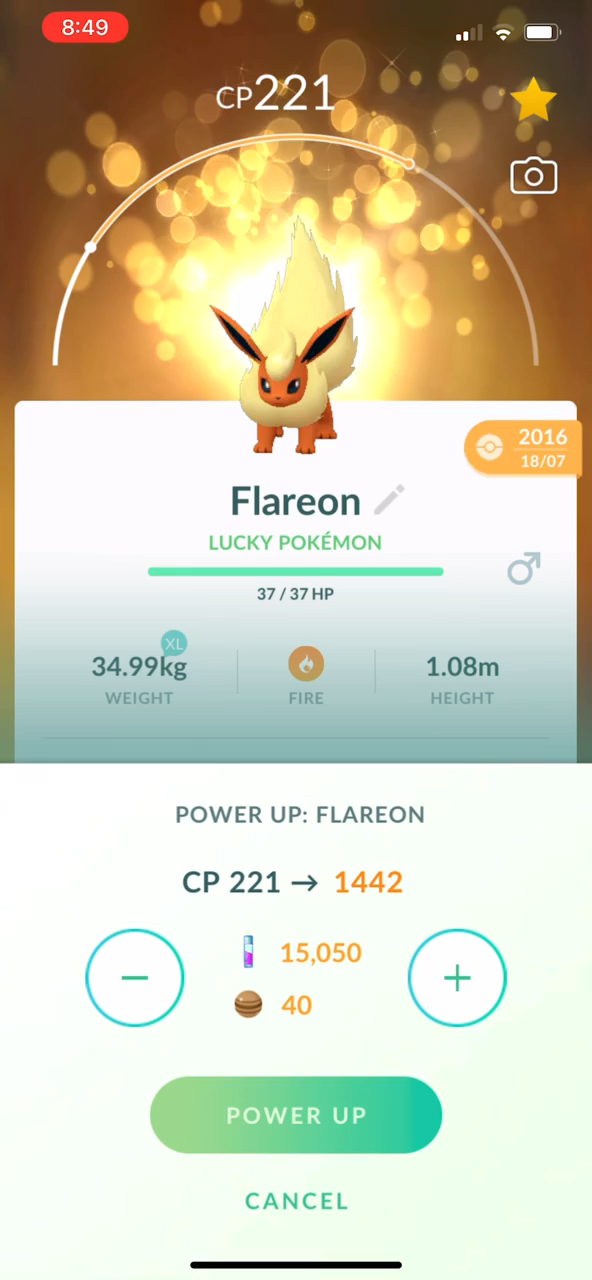 8:49
CP221
2016
18/07
Flareon
LUCKY POKÉMON
37 / 37 HP
XL
34.99kg
WEIGHT
FIRE
1.08m
HEIGHT
POWER UP: FLAREON
CP 221 → 1442
15,050
40
− +
POWER UP
CANCEL